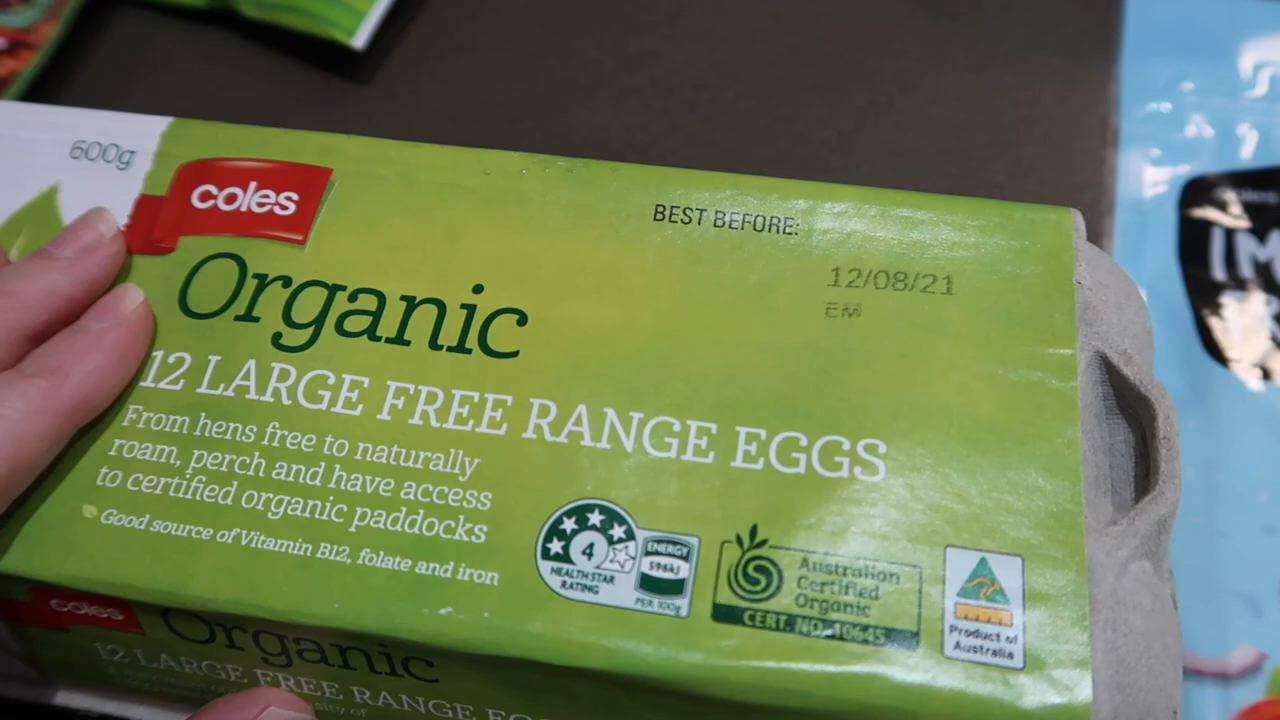 600g
coles
BEST BEFORE:
12/08/21
EM
Organic
12 LARGE FREE RANGE EGGS
From hens free to naturally
roam, perch and have access
to certified organic paddocks
Good source of Vitamin B12, folate and iron
4
HEALTH STAR
RATING
ENERGY
596kJ
PER 100g
Australian
Certified
Organic
CERT. NO. 10645
Product of
Australia
coles
Organic
12 LARGE FREE RANGE
IM